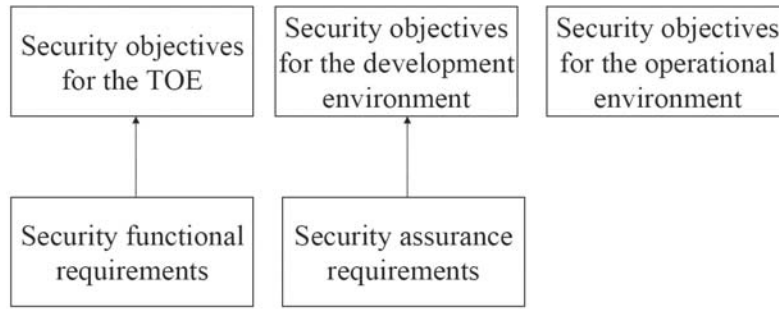 Security objectives
for the TOE
Security objectives
for the development
environment
Security objectives
for the operational
environment
Security functional
requirements
Security assurance
requirements